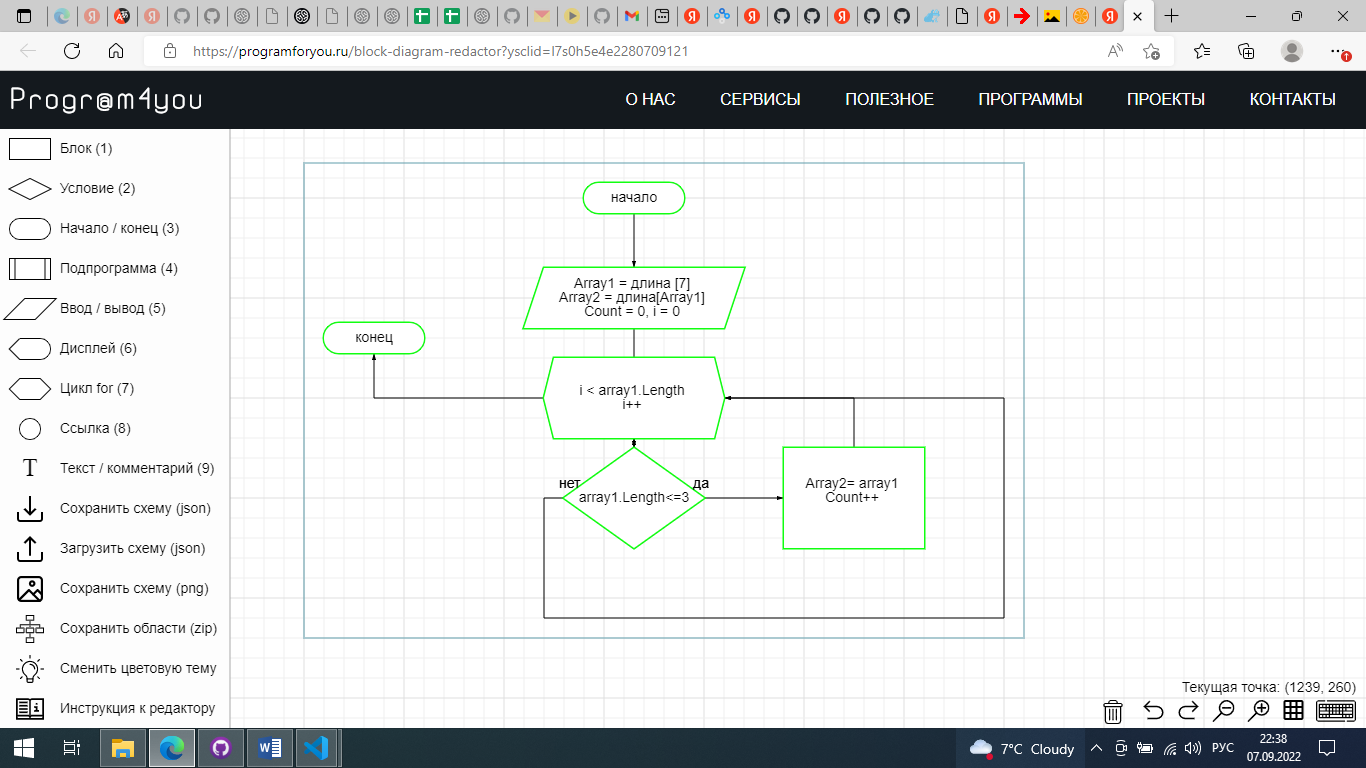 https://programforyou.ru/block-diagram-redactor?ysclid=l7s0h5e4e2280709121
Progr@m4you
О НАС
СЕРВИСЫ
ПОЛЕЗНОЕ
ПРОГРАММЫ
ПРОЕКТЫ
КОНТАКТЫ
Блок (1)
Условие (2)
Начало / конец (3)
Подпрограмма (4)
Ввод / вывод (5)
Дисплей (6)
Цикл for (7)
Ссылка (8)
Текст / комментарий (9)
Сохранить схему (json)
Загрузить схему (json)
Сохранить схему (png)
Сохранить области (zip)
Сменить цветовую тему
Инструкция к редактору
начало
Array1 = длина [7]
Array2 = длина[Array1]
Count = 0, i = 0
конец
i < array1.Length
i++
нет
да
array1.Length<=3
Array2= array1
Count++
Текущая точка: (1239, 260)
7°C Cloudy
РУС
22:38
07.09.2022